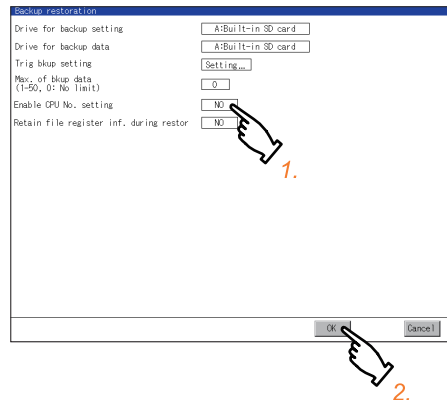 Backup restoration
Drive for backup setting A:Built-in SD card
Drive for backup data A:Built-in SD card
Trig bkup setting Setting...
Max. of bkup data
(1-50, 0: No limit) 0
Enable CPU No. setting NO
Retain file register inf. during restor NO
1.
OK Cancel
2.